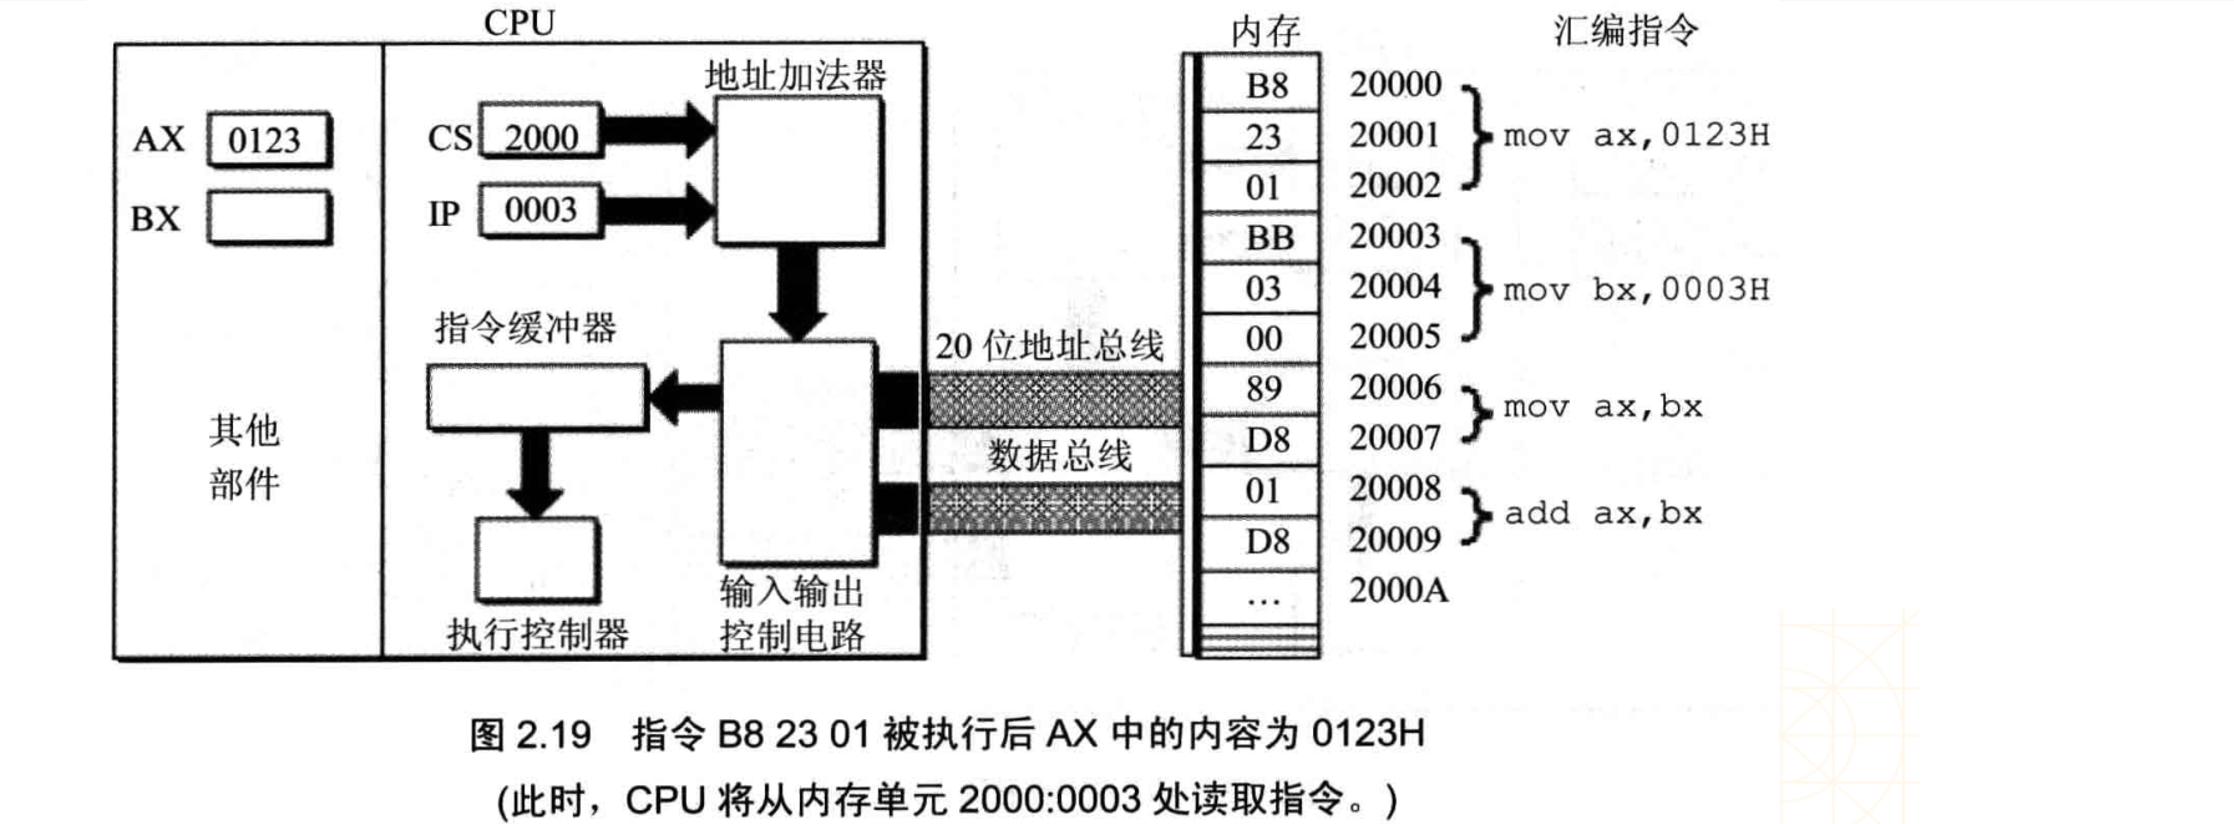 CPU
内存
汇编指令
地址加法器
AX 0123
BX
CS 2000
IP 0003
指令缓冲器
其他
部件
执行控制器
输入输出
控制电路
20 位地址总线
数据总线
B8 20000
23 20001
01 20002
mov ax,0123H
BB 20003
03 20004
00 20005
mov bx,0003H
89 20006
D8 20007
mov ax,bx
01 20008
D8 20009
add ax,bx
… 2000A
图 2.19 指令 B8 23 01 被执行后 AX 中的内容为 0123H
(此时，CPU 将从内存单元 2000:0003 处读取指令。)